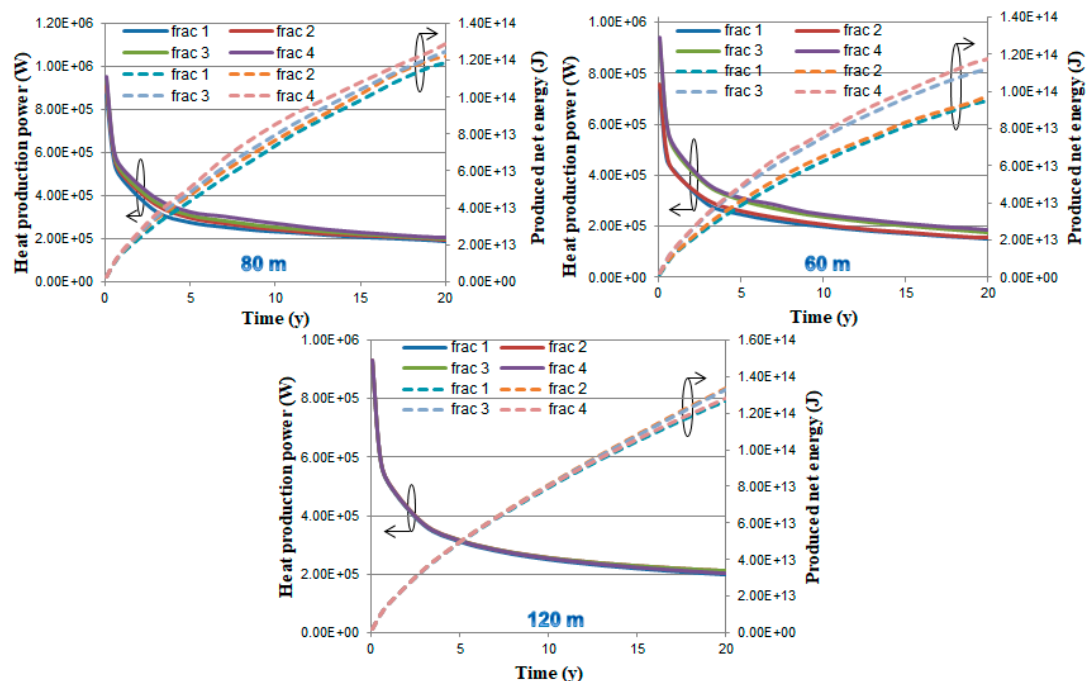 Heat production power (W)
1.20E+06
1.00E+06
8.00E+05
6.00E+05
4.00E+05
2.00E+05
0.00E+00
frac 1 frac 2
frac 3 frac 4
frac 1 frac 2
frac 3 frac 4
80 m
0 5 10 15 20
Time (y)
1.40E+14
1.20E+14
1.00E+14
8.00E+13
6.00E+13
4.00E+13
2.00E+13
0.00E+00
Produced net energy (J)
Heat production power (W)
1.00E+06
8.00E+05
6.00E+05
4.00E+05
2.00E+05
0.00E+00
frac 1 frac 2
frac 3 frac 4
frac 1 frac 2
frac 3 frac 4
60 m
0 5 10 15 20
Time (y)
1.40E+14
1.20E+14
1.00E+14
8.00E+13
6.00E+13
4.00E+13
2.00E+13
0.00E+00
Produced net energy (J)
Heat production power (W)
1.00E+06
8.00E+05
6.00E+05
4.00E+05
2.00E+05
0.00E+00
frac 1 frac 2
frac 3 frac 4
frac 1 frac 2
frac 3 frac 4
120 m
0 5 10 15 20
Time (y)
1.60E+14
1.40E+14
1.20E+14
1.00E+14
8.00E+13
6.00E+13
4.00E+13
2.00E+13
0.00E+00
Produced net energy (J)